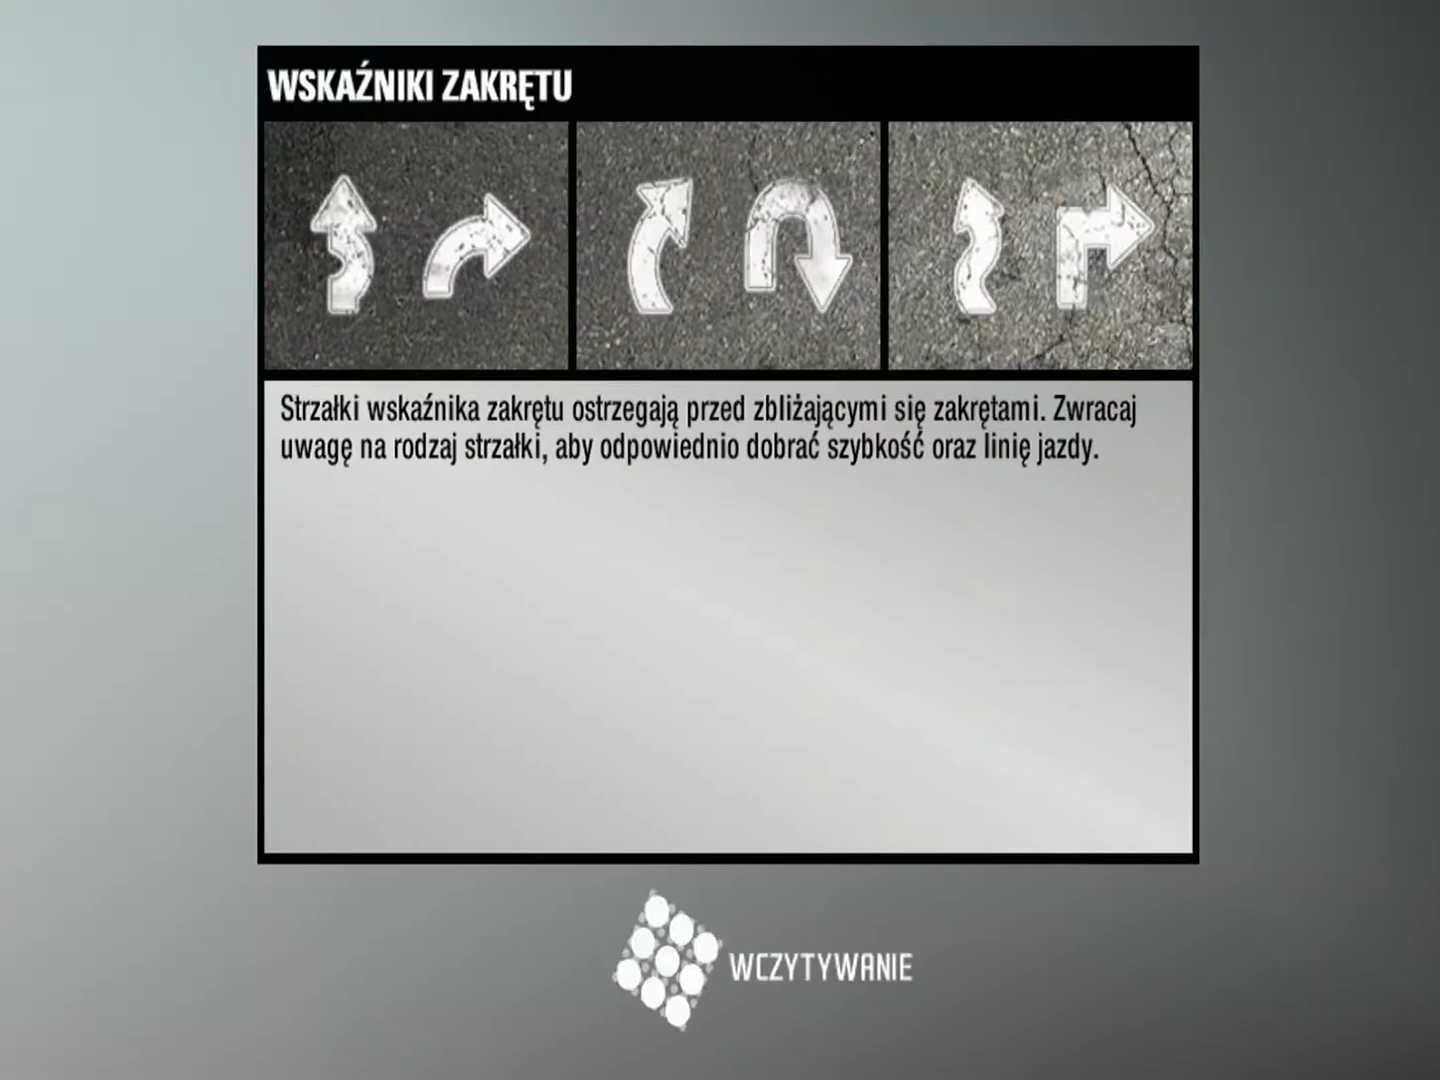 WSKAŹNIKI ZAKRĘTU
Strzałki wskaźnika zakrętu ostrzegają przed zbliżającymi się zakrętami. Zwracaj
uwagę na rodzaj strzałki, aby odpowiednio dobrać szybkość oraz linię jazdy.
WCZYTYWANIE